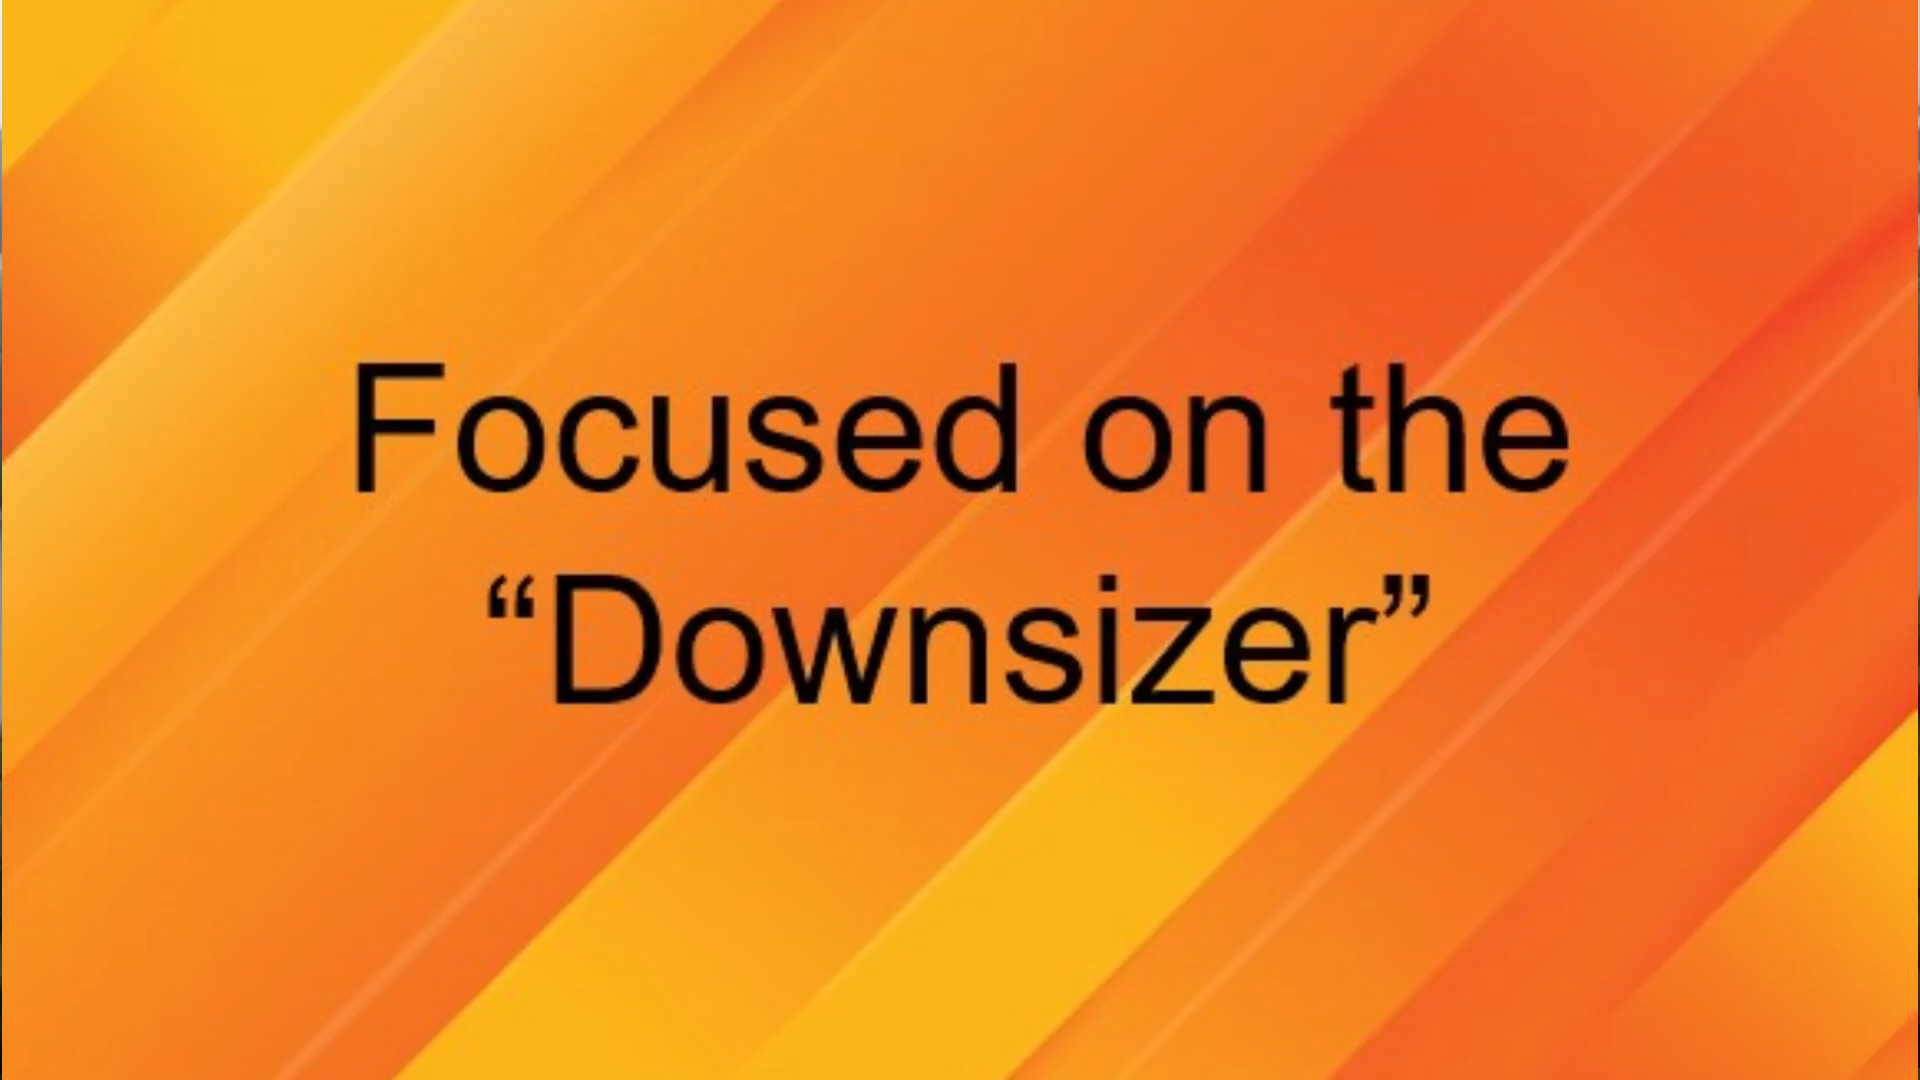 Focused on the
“Downsizer”